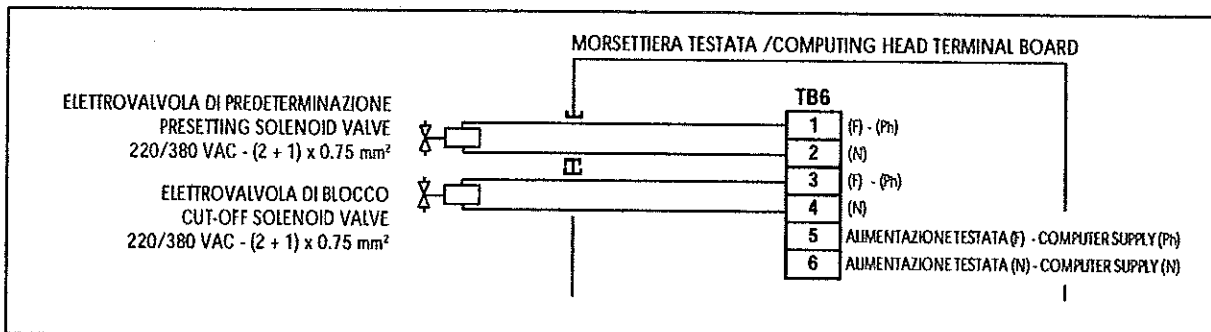 MORSETTIERA TESTATA /COMPUTING HEAD TERMINAL BOARD
ELETTROVALVOLA DI PREDETERMINAZIONE
PRESETTING SOLENOID VALVE
220/380 VAC - (2 + 1) x 0.75 mm²
ELETTROVALVOLA DI BLOCCO
CUT-OFF SOLENOID VALVE
220/380 VAC - (2 + 1) x 0.75 mm²
TB6
1 (F) - (Ph)
2 (N)
3 (F) - (Ph)
4 (N)
5 ALIMENTAZIONE TESTATA (F) - COMPUTER SUPPLY (Ph)
6 ALIMENTAZIONE TESTATA (N) - COMPUTER SUPPLY (N)